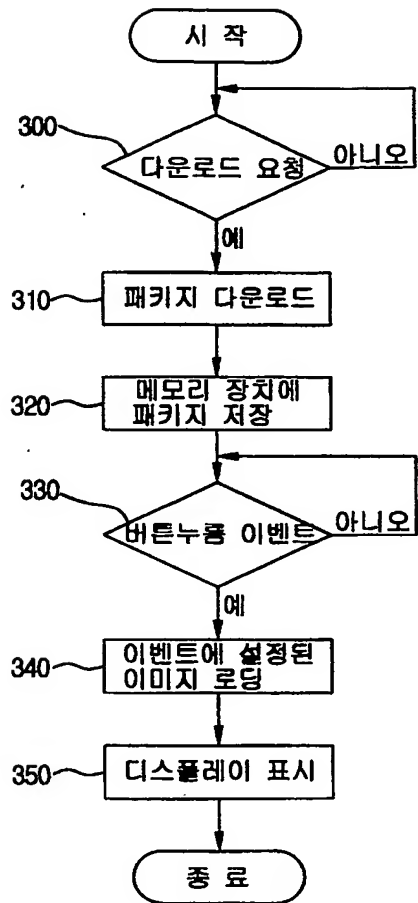 시 작
300
다운로드 요청
아니오
예
310
패키지 다운로드
320
메모리 장치에
패키지 저장
330
버튼누름 이벤트
아니오
예
340
이벤트에 설정된
이미지 로딩
350
디스플레이 표시
종 료